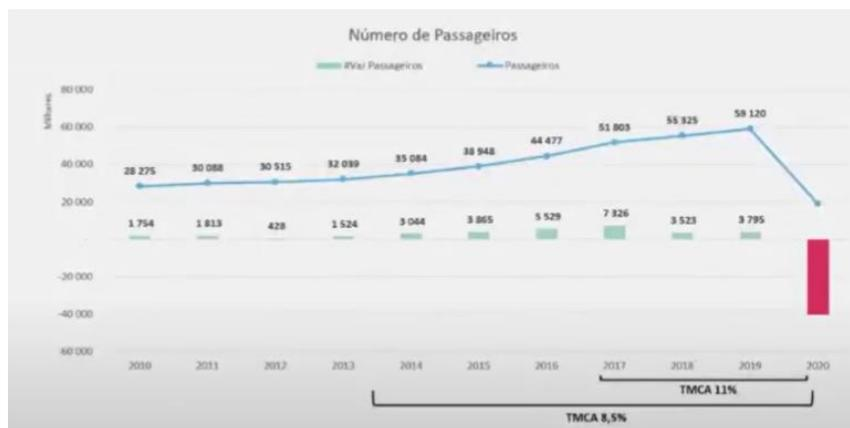 Número de Passageiros
#Var Passageiros Passageiros
Milhares
80 000
60 000
40 000
20 000
-
-20 000
-40 000
60 000
28 275 30 088 30 515 32 039 35 084 38 948 44 477 51 803 55 325 59 120
1 754 1 813 428 1 524 3 044 3 865 5 529 7 326 3 523 3 795
2010 2011 2012 2013 2014 2015 2016 2017 2018 2019 2020
TMCA 11%
TMCA 8,5%